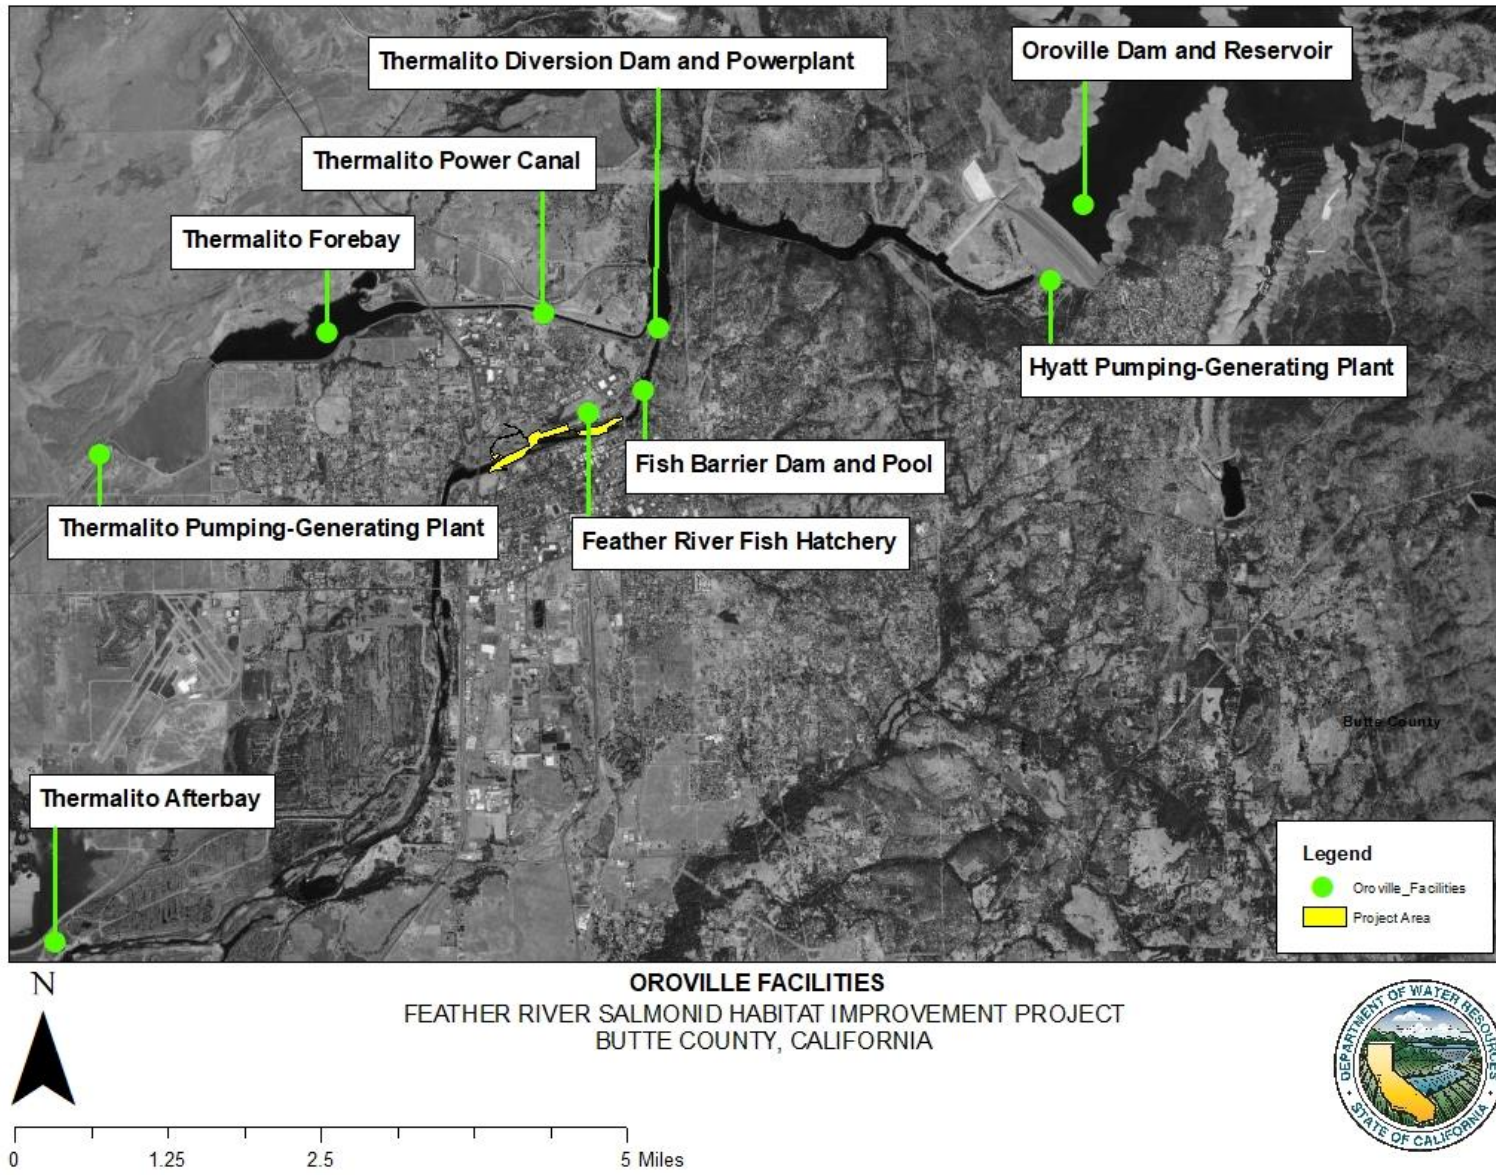 Thermalito Diversion Dam and Powerplant
Oroville Dam and Reservoir
Thermalito Power Canal
Thermalito Forebay
Hyatt Pumping-Generating Plant
Fish Barrier Dam and Pool
Thermalito Pumping-Generating Plant
Feather River Fish Hatchery
Butte County
Thermalito Afterbay
Legend
Oroville_Facilities
Project Area
N
OROVILLE FACILITIES
FEATHER RIVER SALMONID HABITAT IMPROVEMENT PROJECT
BUTTE COUNTY, CALIFORNIA
DEPARTMENT OF WATER RESOURCES
STATE OF CALIFORNIA
0 1.25 2.5 5 Miles